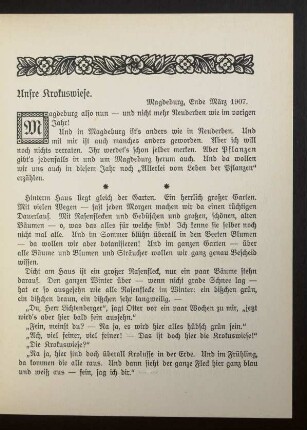 Unsre Krokuswiese.
Magdeburg, Ende März 1907.
Magdeburg also nun — und nicht mehr Neuderben wie im vorigen
Jahr!
Und in Magdeburg ist's anders wie in Neuderben. Und
mit mir ist auch manches anders geworden. Aber ich will
noch nichts verraten. Ihr werdet's schon selber merken. Aber Pflanzen
gibt's jedenfalls in und um Magdeburg herum auch. Und da wollen
wir uns auch in diesem Jahr noch „Allerlei vom Leben der Pflanzen"
erzählen.
* *
Hinterm Haus liegt gleich der Garten. Ein herrlich großer Garten.
Mit vielen Wegen — fast jeden Morgen machen wir da einen tüchtigen
Dauerlauf. Mit Rasenflecken und Gebüschen und großen, schönen, alten
Bäumen — o, was das alles für welche sind! Ich kenne sie selber noch
nicht mal alle. Und in Sommer blühn überall in den Beeten Blumen
— da wollen wir aber botanisieren! Und im ganzen Garten — über
alle Bäume und Blumen und Sträucher wollen wir ganz genau Bescheid
wissen.
Dicht am Haus ist ein großer Rasenfleck, nur ein paar Bäume stehn
darauf. Den ganzen Winter über — wenn nicht grade Schnee lag —
hat er so ausgesehn wie alle Rasenflecke im Winter: ein bißchen grün,
ein bißchen braun, ein bißchen sehr langweilig. —
„Du, Herr Lichtenberger", sagt Otter vor ein paar Wochen zu mir, „jetzt
wird's aber hier bald fein aussehn."
„Fein, meinst du? — Na ja, es wird hier alles hübsch grün sein."
„Ach, viel feiner, viel feiner! — Das ist doch hier die Krokuswiese!"
„Die Krokuswiese?"
„Na ja, hier sind doch überall Krokusse in der Erde. Und im Frühling,
da kommen die alle raus. Und dann sieht der ganze Fleck hier ganz blau
und weiß aus — fein, sag ich dir."